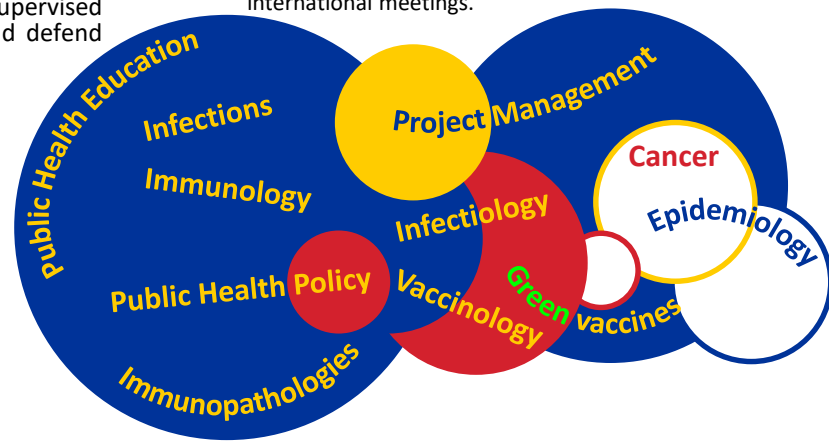 upervised
d defend
international meetings.
Public Health Education
Infections
Immunology
Public Health Policy
Immunopathologies
Project Management
Infectiology
Vaccinology
Green vaccines
Cancer
Epidemiology